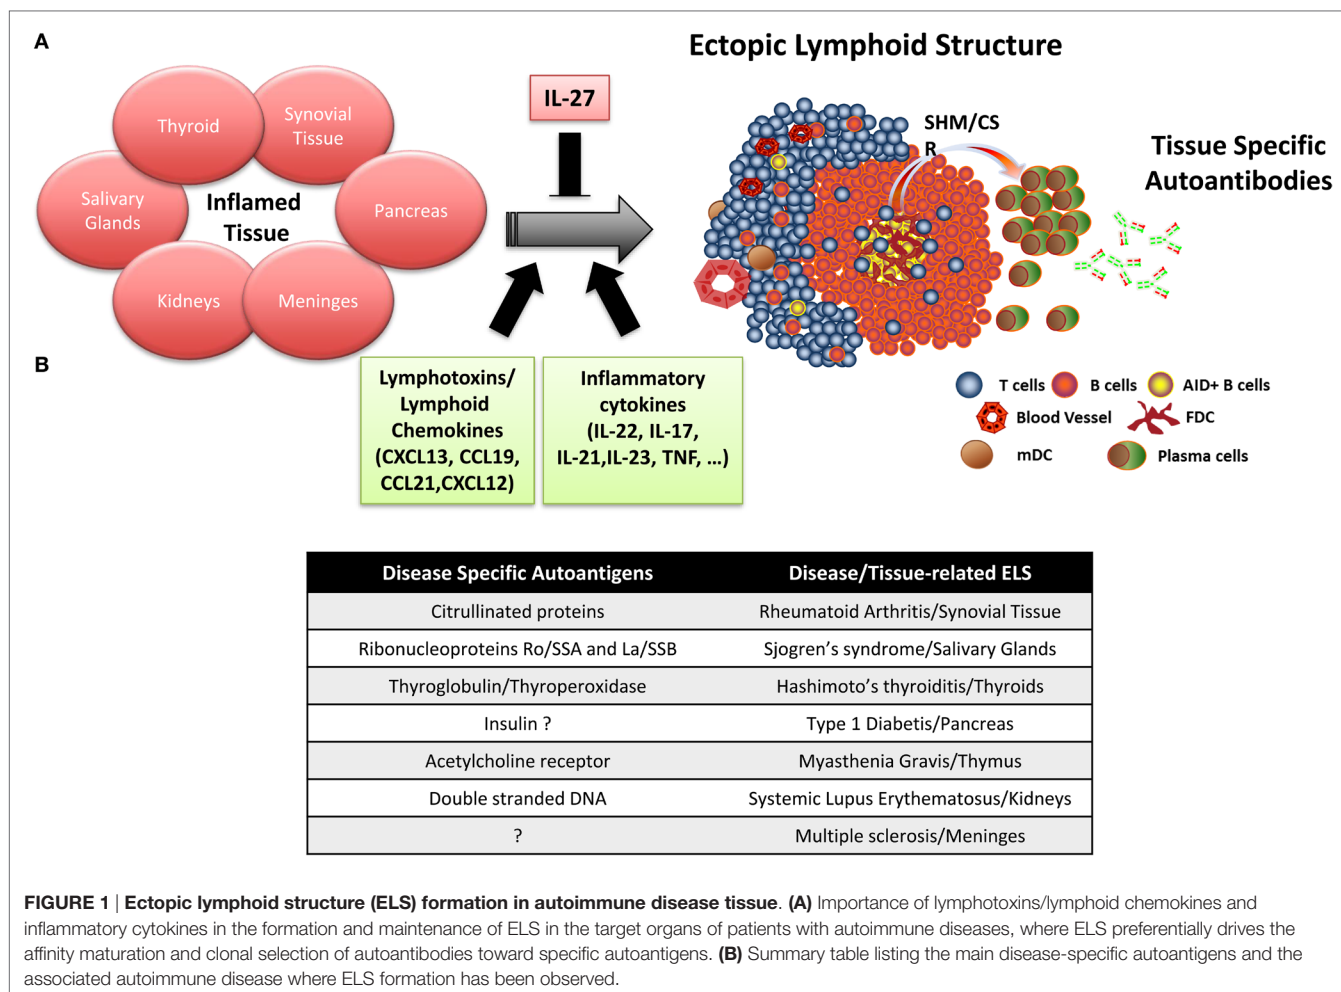 A
Ectopic Lymphoid Structure
IL-27
Thyroid
Synovial
Tissue
Salivary
Glands
Inflamed
Tissue
Pancreas
Kidneys
Meninges
SHM/CS
R
Tissue Specific
Autoantibodies
B
Lymphotoxins/
Lymphoid
Chemokines
(CXCL13, CCL19,
CCL21,CXCL12)
Inflammatory
cytokines
(IL-22, IL-17,
IL-21,IL-23, TNF, ...)
T cells B cells AID+ B cells
Blood Vessel FDC
mDC Plasma cells
Disease Specific Autoantigens Disease/Tissue-related ELS
Citrullinated proteins Rheumatoid Arthritis/Synovial Tissue
Ribonucleoproteins Ro/SSA and La/SSB Sjogren's syndrome/Salivary Glands
Thyroglobulin/Thyroperoxidase Hashimoto's thyroiditis/Thyroids
Insulin ? Type 1 Diabetis/Pancreas
Acetylcholine receptor Myasthenia Gravis/Thymus
Double stranded DNA Systemic Lupus Erythematosus/Kidneys
? Multiple sclerosis/Meninges
FIGURE 1 | Ectopic lymphoid structure (ELS) formation in autoimmune disease tissue. (A) Importance of lymphotoxins/lymphoid chemokines and
inflammatory cytokines in the formation and maintenance of ELS in the target organs of patients with autoimmune diseases, where ELS preferentially drives the
affinity maturation and clonal selection of autoantibodies toward specific autoantigens. (B) Summary table listing the main disease-specific autoantigens and the
associated autoimmune disease where ELS formation has been observed.